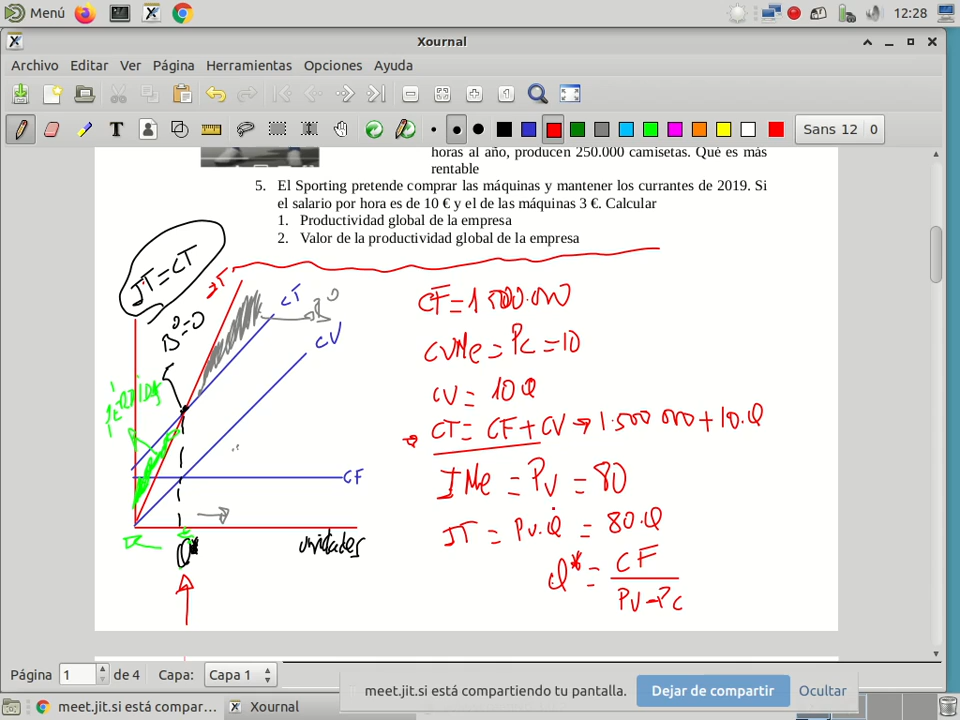 Menú
12:28
Xournal
Archivo Editar Ver Página Herramientas Opciones Ayuda
Sans 12 0
horas al año, producen 250.000 camisetas. Qué es más
rentable
5. El Sporting pretende comprar las máquinas y mantener los currantes de 2019. Si
el salario por hora es de 10 € y el de las máquinas 3 €. Calcular
1. Productividad global de la empresa
2. Valor de la productividad global de la empresa
IT=CT
IT
CT
CV
Bº=0
CF
unidades
Q*
CF=1 500.000
CVMe = Pc =10
CV = 10Q
CT= CF+CV → 1.500 000+10.Q
IMe = PV = 80
IT = Pv.Q = 80.Q
Q* = CF
PV-Pc
Página 1 de 4 Capa: Capa 1
meet.jit.si está compartiendo tu pantalla. Dejar de compartir Ocultar
meet.jit.si está compart... Xournal